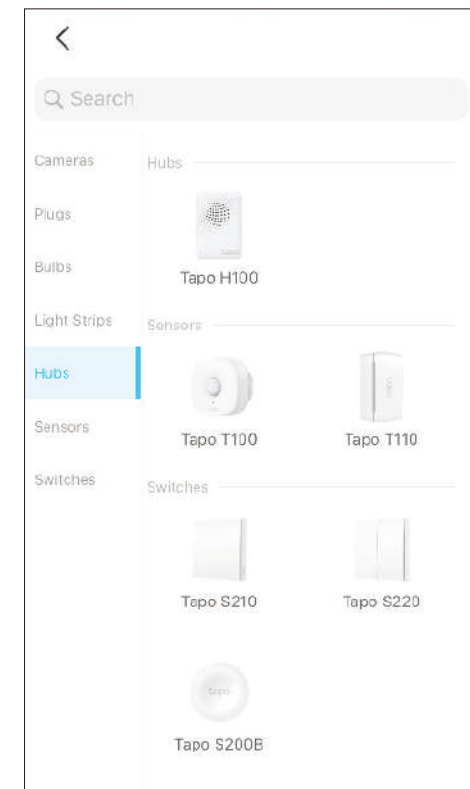 Search
Cameras
Plugs
Bulbs
Light Strips
Hubs
Sensors
Switches
Hubs
Tapo H100
Sensors
Tapo T100
Tapo T110
Switches
Tapo S210
Tapo S220
tapo
Tapo S200B